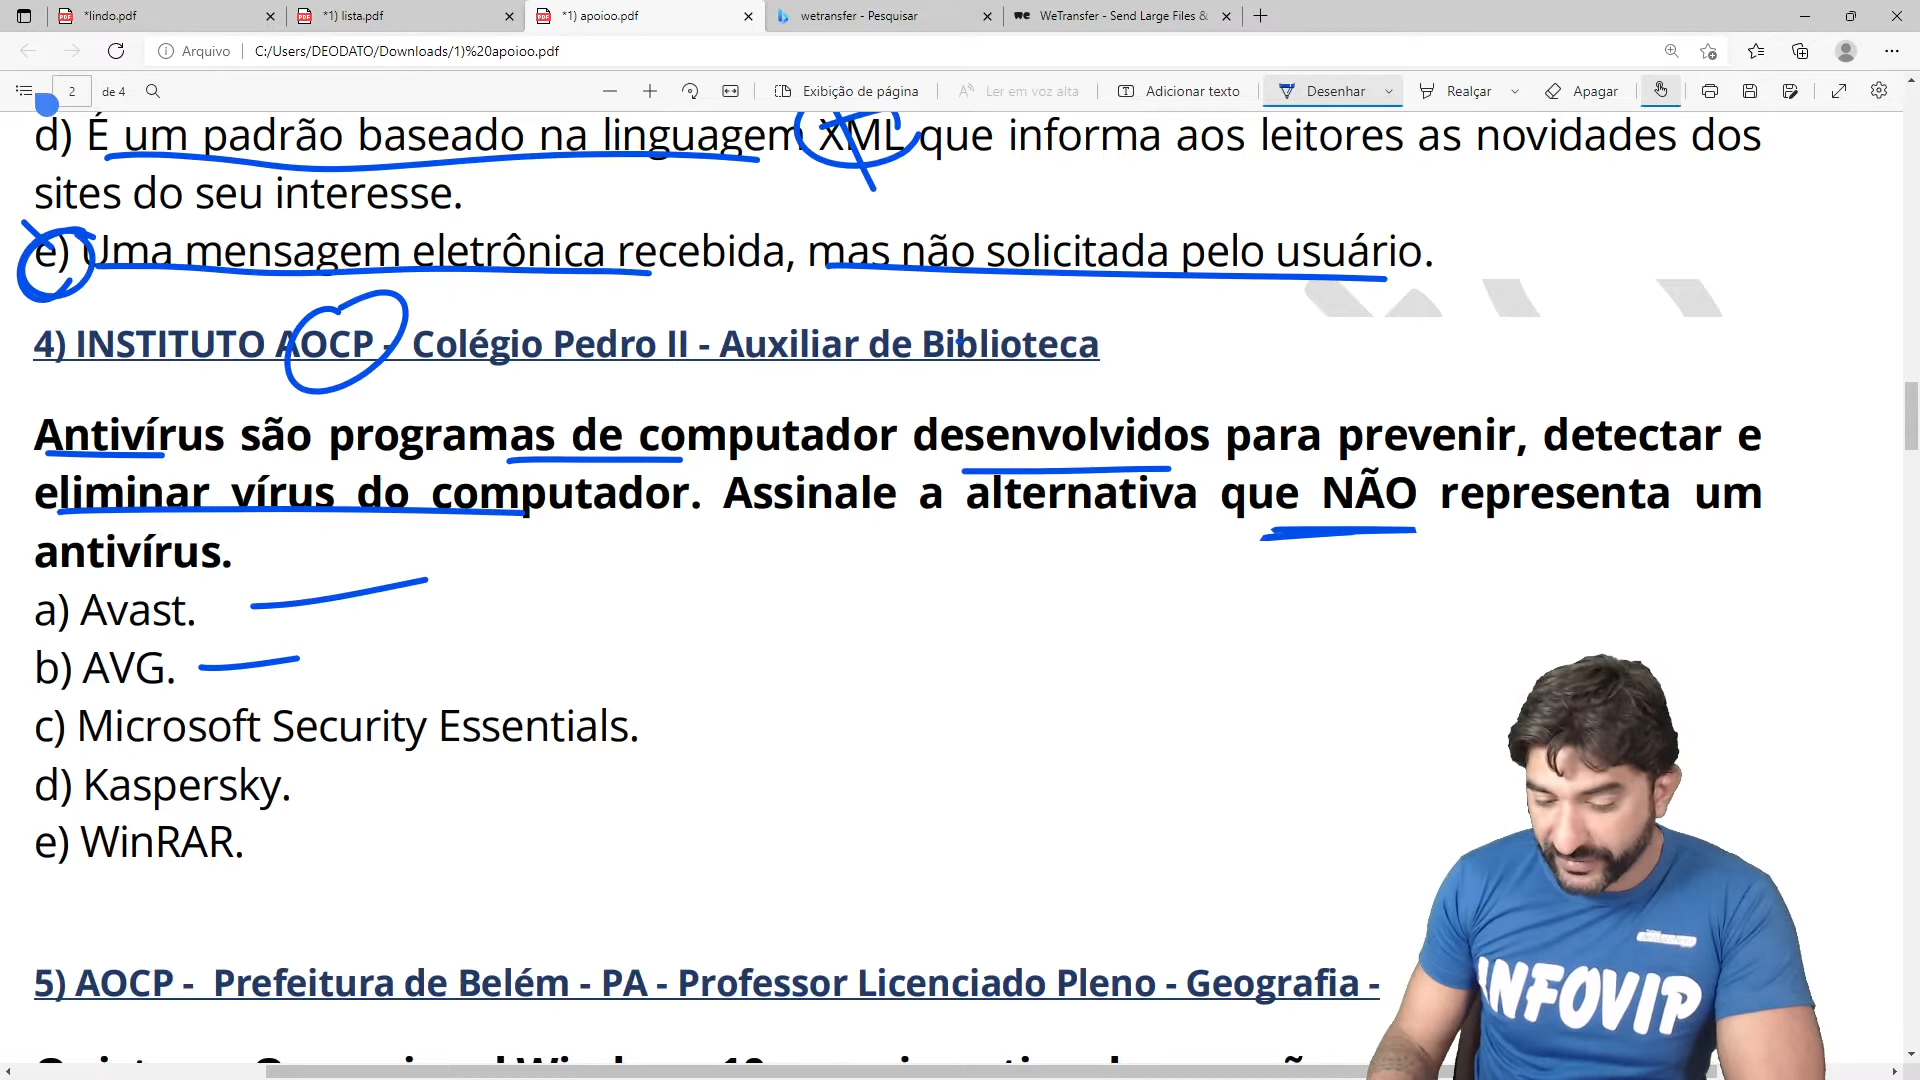 *lindo.pdf
*1) lista.pdf
*1) apoioo.pdf
wetransfer - Pesquisar
WeTransfer - Send Large Files &
Arquivo
C:/Users/DEODATO/Downloads/1)%20apoioo.pdf
2 de 4
Exibição de página
Ler em voz alta
Adicionar texto
Desenhar
Realçar
Apagar
d) É um padrão baseado na linguagem XML que informa aos leitores as novidades dos
sites do seu interesse.
e) Uma mensagem eletrônica recebida, mas não solicitada pelo usuário.
4) INSTITUTO AOCP - Colégio Pedro II - Auxiliar de Biblioteca
Antivírus são programas de computador desenvolvidos para prevenir, detectar e
eliminar vírus do computador. Assinale a alternativa que NÃO representa um
antivírus.
a) Avast.
b) AVG.
c) Microsoft Security Essentials.
d) Kaspersky.
e) WinRAR.
5) AOCP - Prefeitura de Belém - PA - Professor Licenciado Pleno - Geografia -
INFOVIP